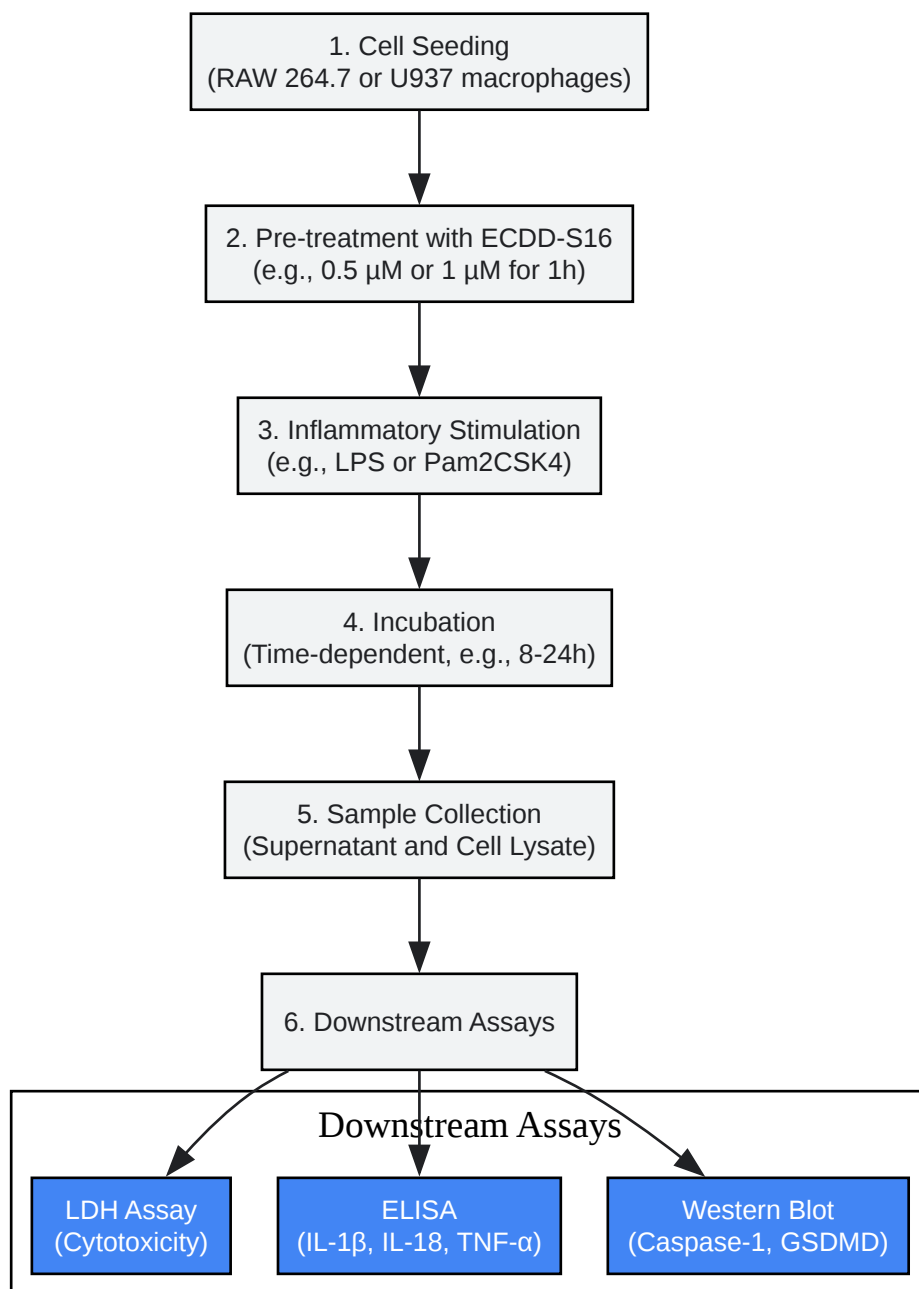 1. Cell Seeding
(RAW 264.7 or U937 macrophages)
2. Pre-treatment with ECDD-S16
(e.g., 0.5 µM or 1 µM for 1h)
3. Inflammatory Stimulation
(e.g., LPS or Pam2CSK4)
4. Incubation
(Time-dependent, e.g., 8-24h)
5. Sample Collection
(Supernatant and Cell Lysate)
6. Downstream Assays
Downstream Assays
LDH Assay
(Cytotoxicity)
ELISA
(IL-1β, IL-18, TNF-α)
Western Blot
(Caspase-1, GSDMD)